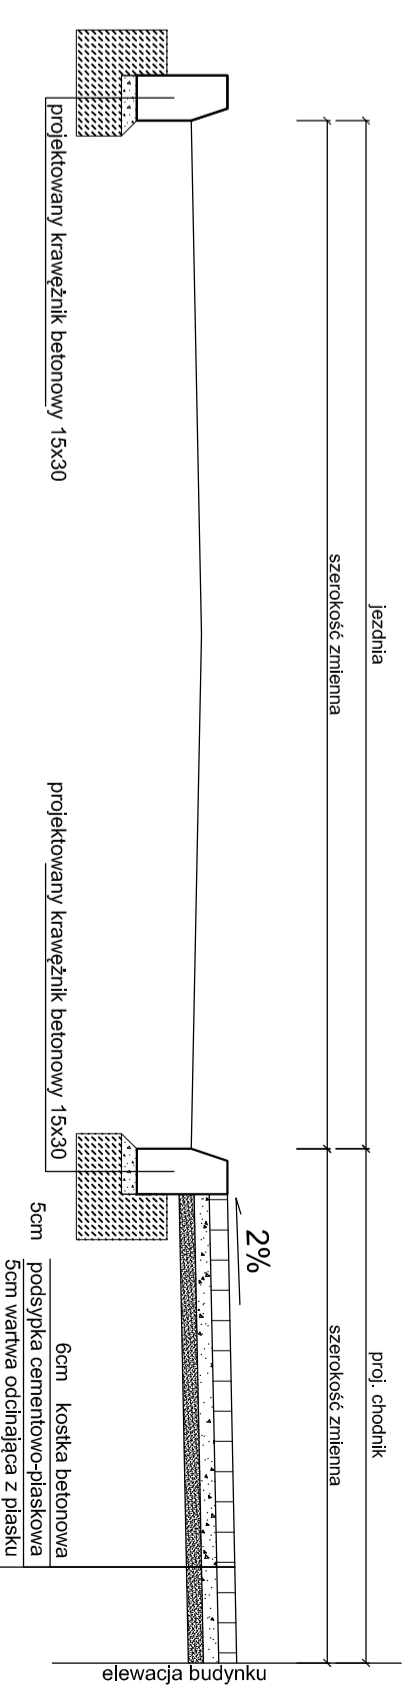 jezdnia
proj. chodnik
szerokość zmienna
szerokość zmienna
2%
elewacja budynku
projektowany krawężnik betonowy 15x30
projektowany krawężnik betonowy 15x30
6cm kostka betonowa
5cm podsypka cementowo-piaskowa
5cm wartwa odcinająca z piasku